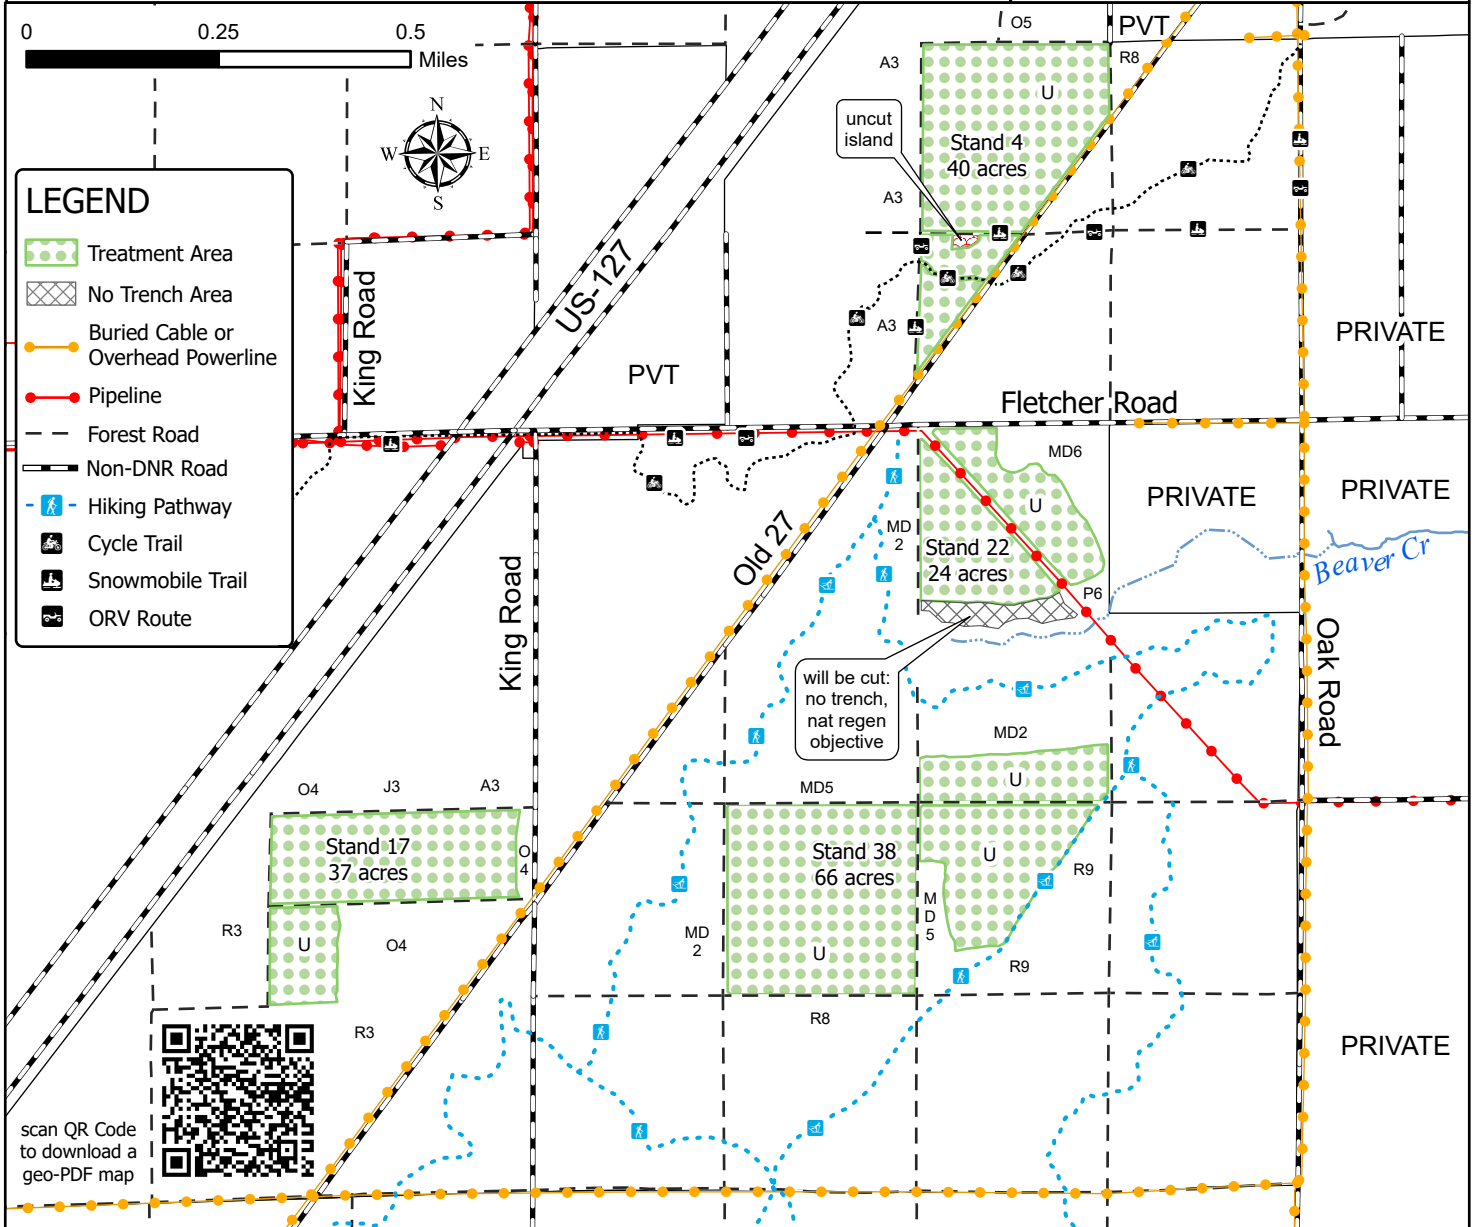 0 0.25 0.5
Miles
N
W E
S
LEGEND
Treatment Area
No Trench Area
Buried Cable or
Overhead Powerline
Pipeline
Forest Road
Non-DNR Road
Hiking Pathway
Cycle Trail
Snowmobile Trail
ORV Route
O5
PVT
A3
R8
U
uncut
island
Stand 4
40 acres
A3
King Road
US-127
A3
PVT
PRIVATE
Fletcher Road
MD6
PRIVATE
PRIVATE
U
MD
2
Stand 22
24 acres
Old 27
Beaver Cr
P6
King Road
Oak Road
will be cut:
no trench,
nat regen
objective
MD2
U
O4
J3
A3
MD5
Stand 17
37 acres
O
4
Stand 38
66 acres
U
R9
M
D
5
R3
U
O4
MD
2
U
R9
R3
R8
PRIVATE
scan QR Code
to download a
geo-PDF map